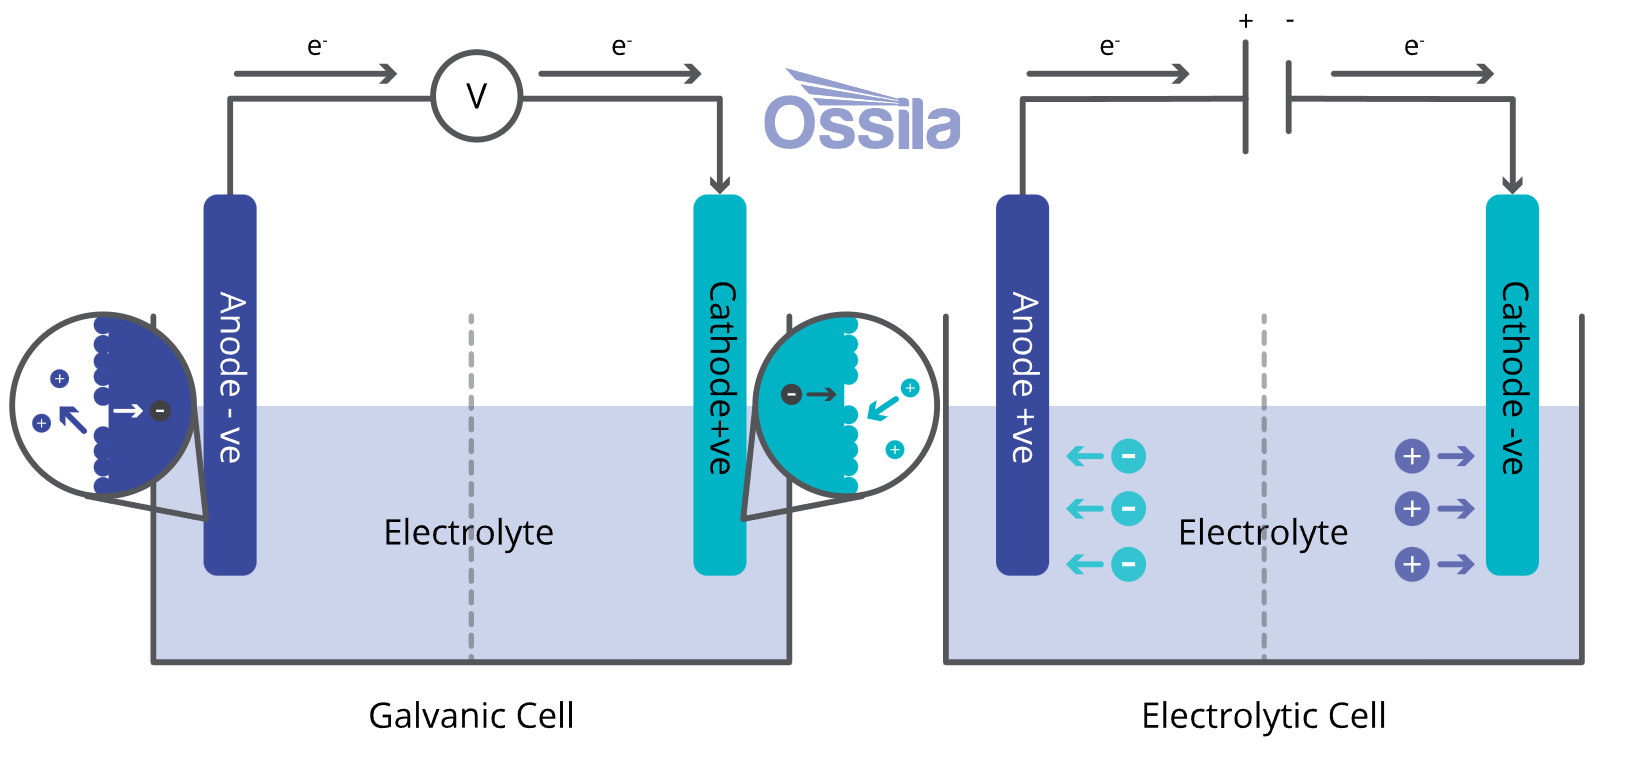 e-
e-
V
Ossila
+ -
e-
e-
Anode - ve
Cathode+ve
Anode +ve
Cathode -ve
+
+
-
-
+
+
-
-
-
+
+
+
Electrolyte
Electrolyte
Galvanic Cell
Electrolytic Cell